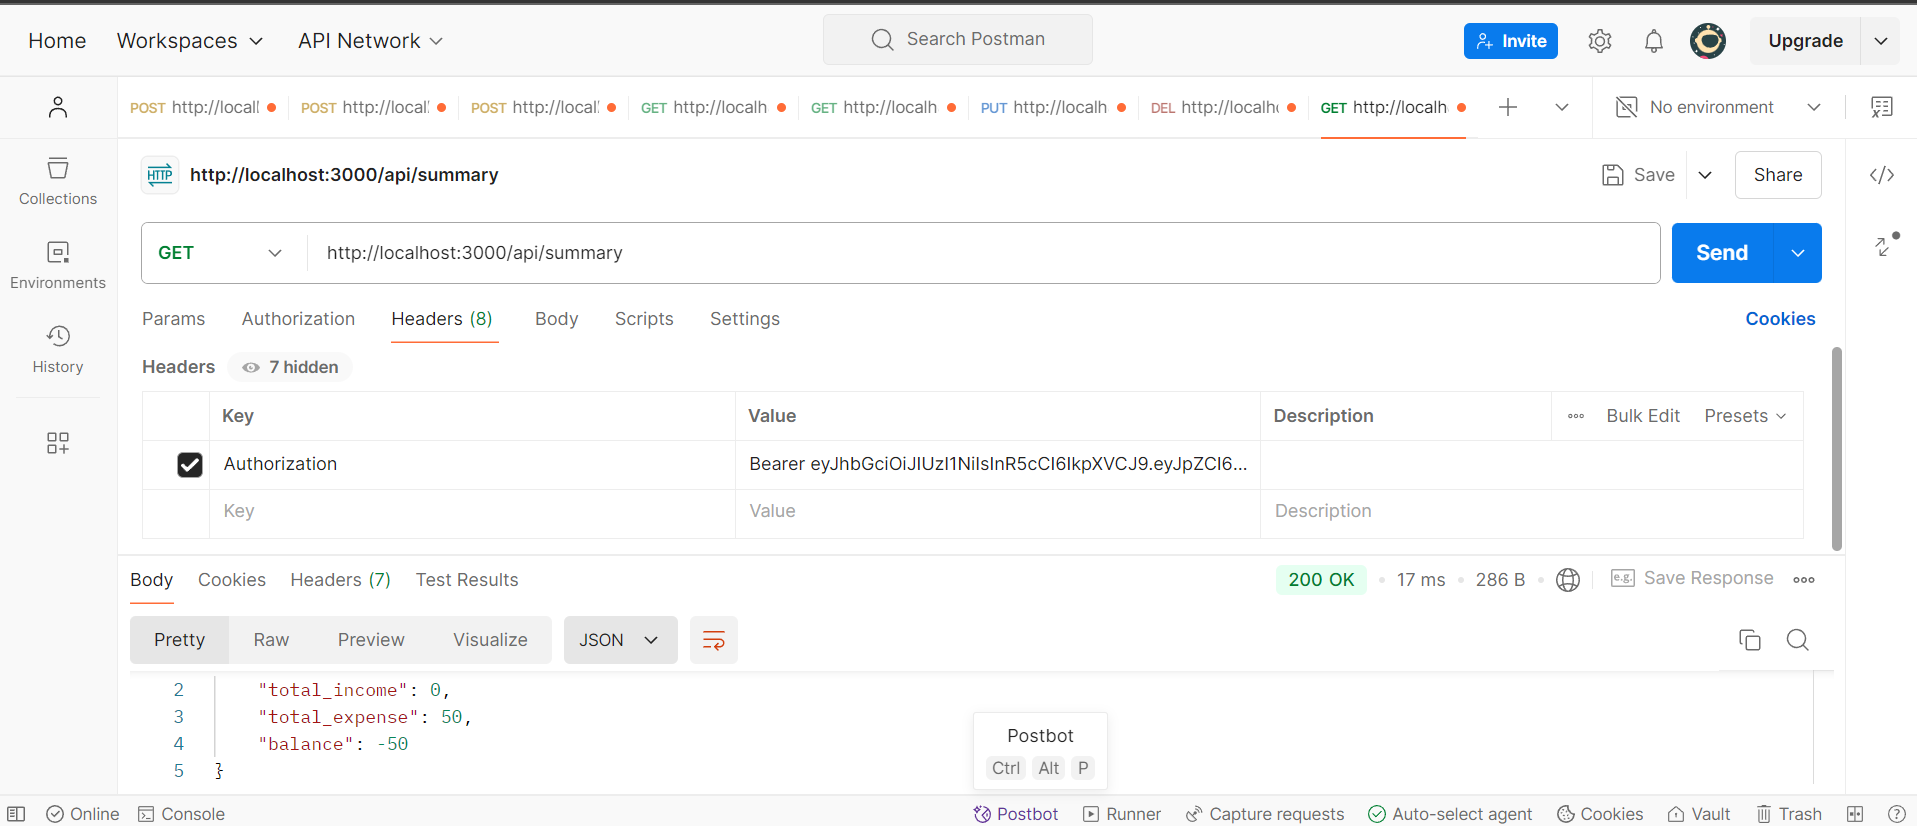 Home Workspaces API Network Search Postman Invite Upgrade
POST http://locall POST http://local POST http://local GET http://localh GET http://localh PUT http://localh DEL http://localho GET http://localh No environment
HTTP http://localhost:3000/api/summary Save Share
Collections
GET http://localhost:3000/api/summary Send
Environments
Params Authorization Headers (8) Body Scripts Settings Cookies
History
Headers 7 hidden
Key Value Description Bulk Edit Presets
Authorization Bearer eyJhbGciOiJIUzI1NiIsInR5cCI6IkpXVCJ9.eyJpZCI6...
Key Value Description
Body Cookies Headers (7) Test Results 200 OK 17 ms 286 B e.g. Save Response
Pretty Raw Preview Visualize JSON
2 "total_income": 0,
3 "total_expense": 50,
4 "balance": -50
5 }
Postbot
Ctrl Alt P
Online Console Postbot Runner Capture requests Auto-select agent Cookies Vault Trash